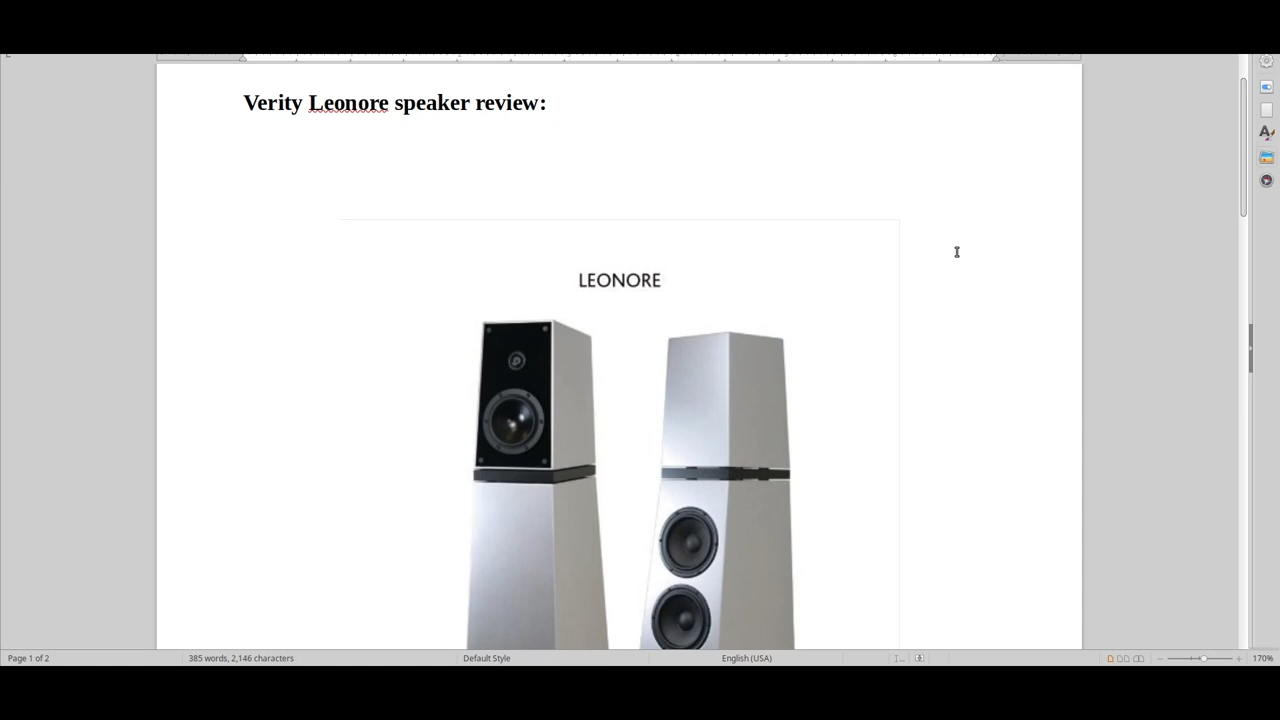 Verity Leonore speaker review:
LEONORE
Page 1 of 2
385 words, 2,146 characters
Default Style
English (USA)
170%